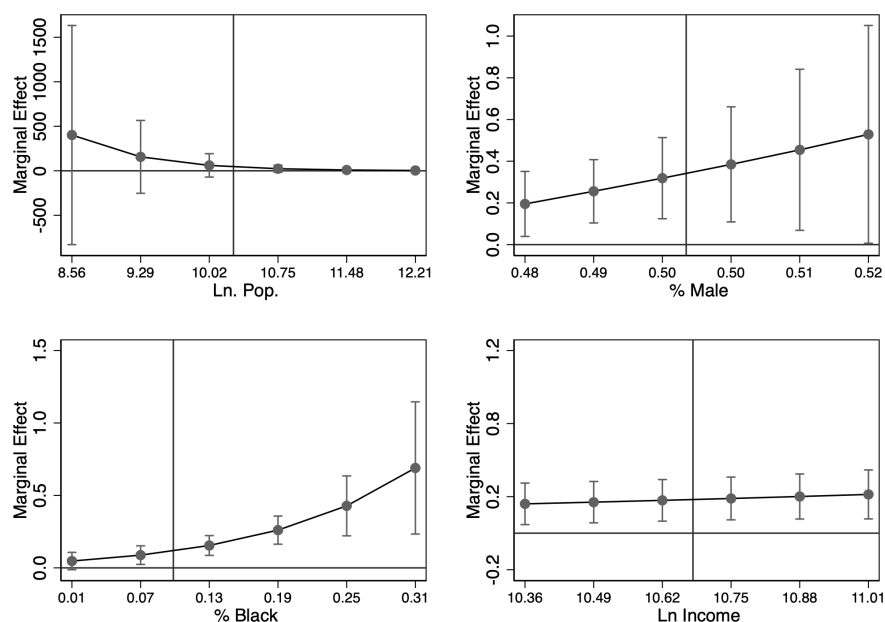 Marginal Effect
1500
1000
500
0
-500
8.56 9.29 10.02 10.75 11.48 12.21
Ln. Pop.
Marginal Effect
1.0
0.8
0.6
0.4
0.2
0.0
0.48 0.49 0.50 0.50 0.51 0.52
% Male
Marginal Effect
1.5
1.0
0.5
0.0
0.01 0.07 0.13 0.19 0.25 0.31
% Black
Marginal Effect
1.2
0.8
0.2
-0.2
10.36 10.49 10.62 10.75 10.88 11.01
Ln Income